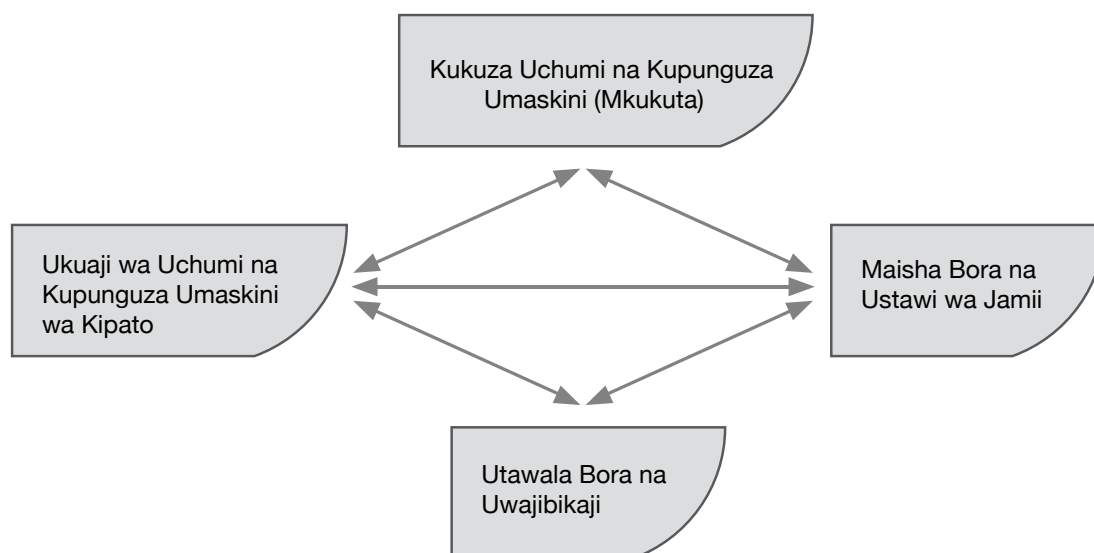 Kukuza Uchumi na Kupunguza
Umaskini (Mkukuta)
Ukuaji wa Uchumi na
Kupunguza Umaskini
wa Kipato
Maisha Bora na
Ustawi wa Jamii
Utawala Bora na
Uwajibikaji